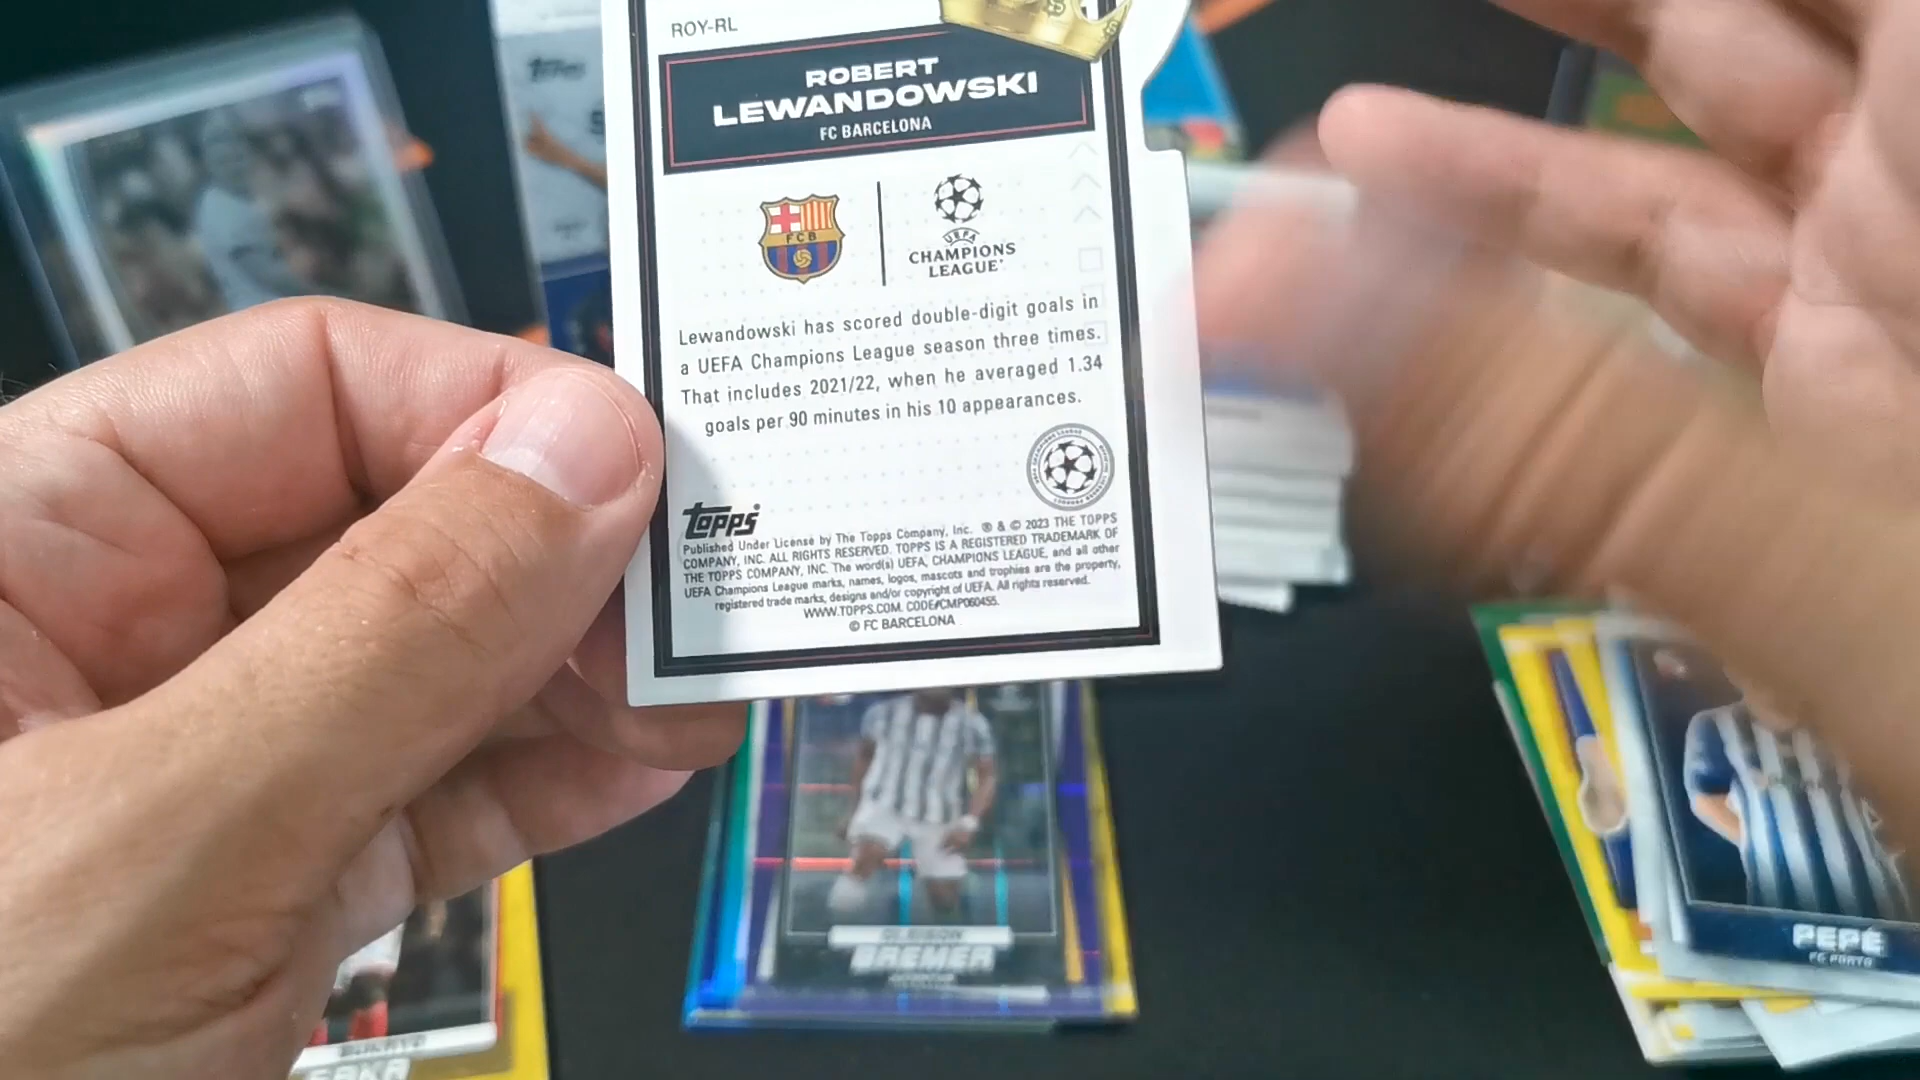 ROY-RL
ROBERT
LEWANDOWSKI
FC BARCELONA
FCB
UEFA
CHAMPIONS
LEAGUE
Lewandowski has scored double-digit goals in
a UEFA Champions League season three times.
That includes 2021/22, when he averaged 1.34
goals per 90 minutes in his 10 appearances.
topps
Published Under License by The Topps Company, Inc. ® & © 2023 THE TOPPS
COMPANY, INC. ALL RIGHTS RESERVED. TOPPS IS A REGISTERED TRADEMARK OF
THE TOPPS COMPANY, INC. The word(s) UEFA, CHAMPIONS LEAGUE, and all other
UEFA Champions League marks, names, logos, mascots and trophies are the property,
registered trade marks, designs and/or copyright of UEFA. All rights reserved.
WWW.TOPPS.COM. CODE#CMP060455.
© FC BARCELONA
topps
BREMER
PEPE
FC PORTO
SAKA